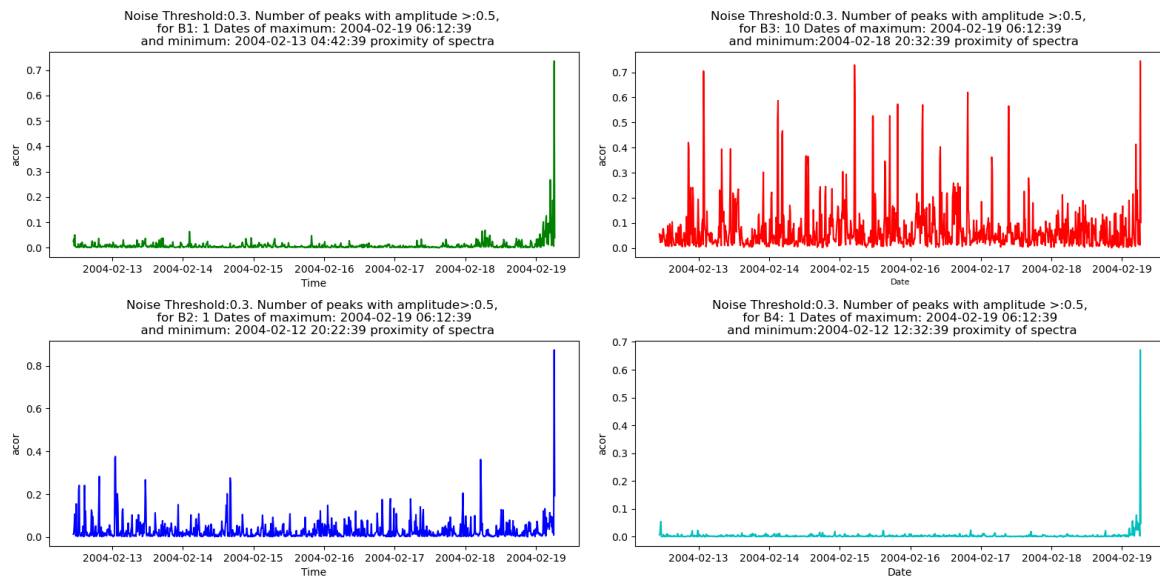 Noise Threshold:0.3. Number of peaks with amplitude >:0.5,
for B1: 1 Dates of maximum: 2004-02-19 06:12:39
and minimum: 2004-02-13 04:42:39 proximity of spectra
0.7
0.6
0.5
0.4
0.3
0.2
0.1
0.0
acor
2004-02-13 2004-02-14 2004-02-15 2004-02-16 2004-02-17 2004-02-18 2004-02-19
Time
Noise Threshold:0.3. Number of peaks with amplitude >:0.5,
for B3: 10 Dates of maximum: 2004-02-19 06:12:39
and minimum:2004-02-18 20:32:39 proximity of spectra
0.7
0.6
0.5
0.4
0.3
0.2
0.1
0.0
acor
2004-02-13 2004-02-14 2004-02-15 2004-02-16 2004-02-17 2004-02-18 2004-02-19
Date
Noise Threshold:0.3. Number of peaks with amplitude>:0.5,
for B2: 1 Dates of maximum: 2004-02-19 06:12:39
and minimum: 2004-02-12 20:22:39 proximity of spectra
0.8
0.6
0.4
0.2
0.0
acor
2004-02-13 2004-02-14 2004-02-15 2004-02-16 2004-02-17 2004-02-18 2004-02-19
Time
Noise Threshold:0.3. Number of peaks with amplitude >:0.5,
for B4: 1 Dates of maximum: 2004-02-19 06:12:39
and minimum:2004-02-12 12:32:39 proximity of spectra
0.7
0.6
0.5
0.4
0.3
0.2
0.1
0.0
acor
2004-02-13 2004-02-14 2004-02-15 2004-02-16 2004-02-17 2004-02-18 2004-02-19
Date